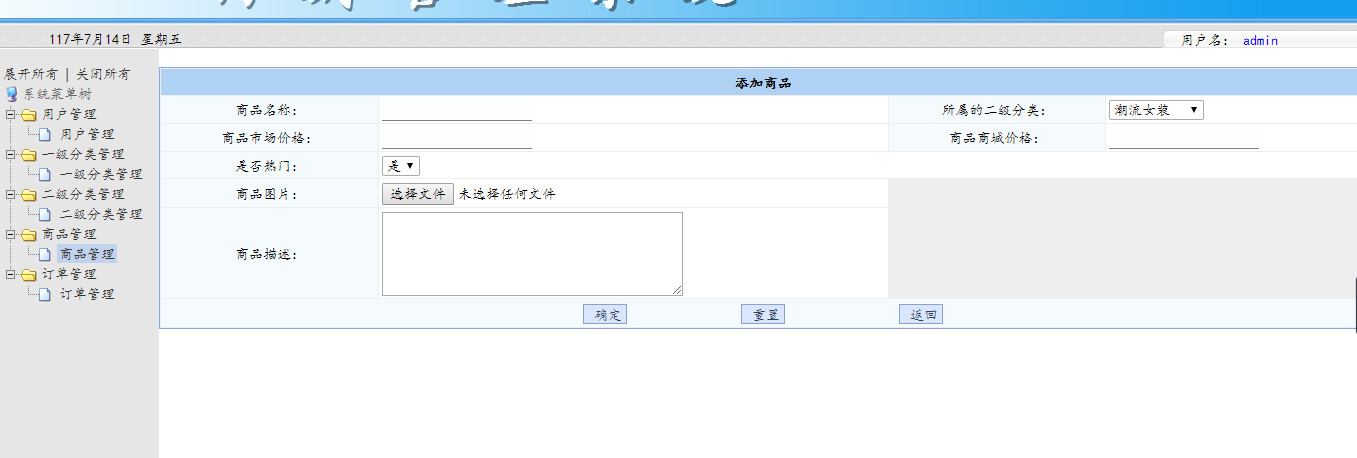 管理系统
117年7月14日 星期五
用户名： admin
展开所有 | 关闭所有
系统菜单树
用户管理
用户管理
一级分类管理
一级分类管理
二级分类管理
二级分类管理
商品管理
商品管理
订单管理
订单管理
添加商品
商品名称：
所属的二级分类： 潮流女装
商品市场价格：
商品商城价格：
是否热门： 是
商品图片： 选择文件 未选择任何文件
商品描述：
确定 重置 返回